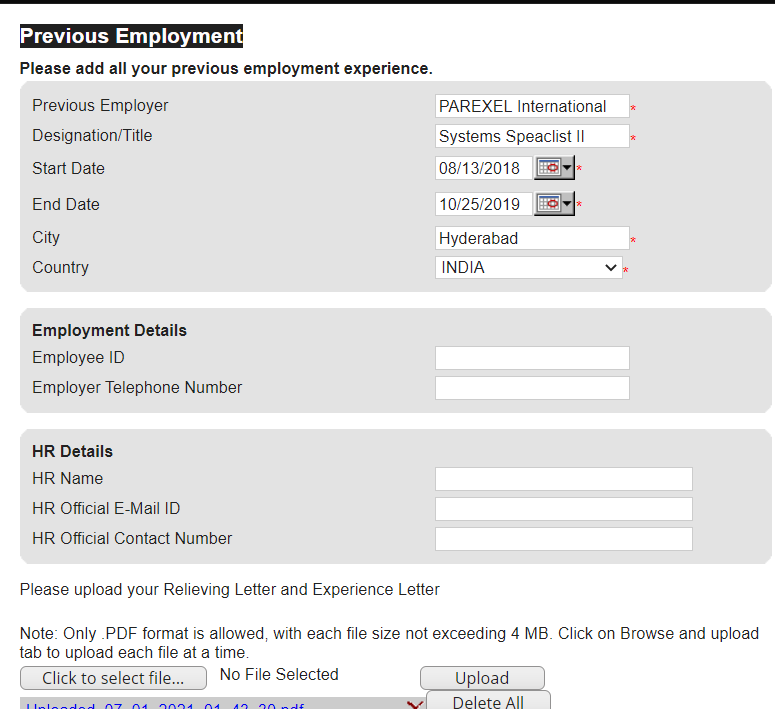 Previous Employment
Please add all your previous employment experience.
Previous Employer PAREXEL International *
Designation/Title Systems Speaclist II *
Start Date 08/13/2018 *
End Date 10/25/2019 *
City Hyderabad *
Country INDIA *
Employment Details
Employee ID
Employer Telephone Number
HR Details
HR Name
HR Official E-Mail ID
HR Official Contact Number
Please upload your Relieving Letter and Experience Letter
Note: Only .PDF format is allowed, with each file size not exceeding 4 MB. Click on Browse and upload
tab to upload each file at a time.
Click to select file... No File Selected Upload
Uploaded_07_01_2021_01_43_30.pdf Delete All